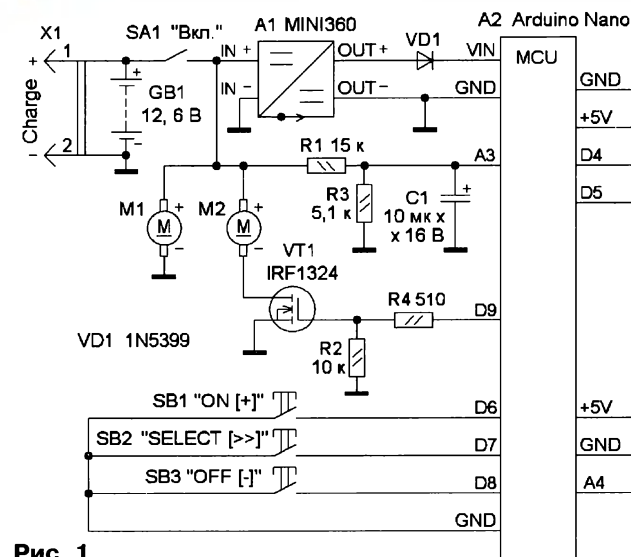 X1
1
+
Charge
-
2
SA1 "Вкл."
GB1
12, 6 В
+
-
A1 MINI360
IN +
IN -
OUT+
OUT-
VD1
A2 Arduino Nano
VIN
MCU
GND
GND
+5V
R1 15 к
A3
D4
D5
R3
5,1 к
C1
10 мк х
х 16 В
+
M1
M
+
-
M2
M
+
-
VT1
IRF1324
R4 510
D9
VD1 1N5399
R2
10 к
SB1 "ON [+]"
D6
+5V
SB2 "SELECT [>>]"
D7
GND
SB3 "OFF [-]"
D8
A4
GND
Рис. 1